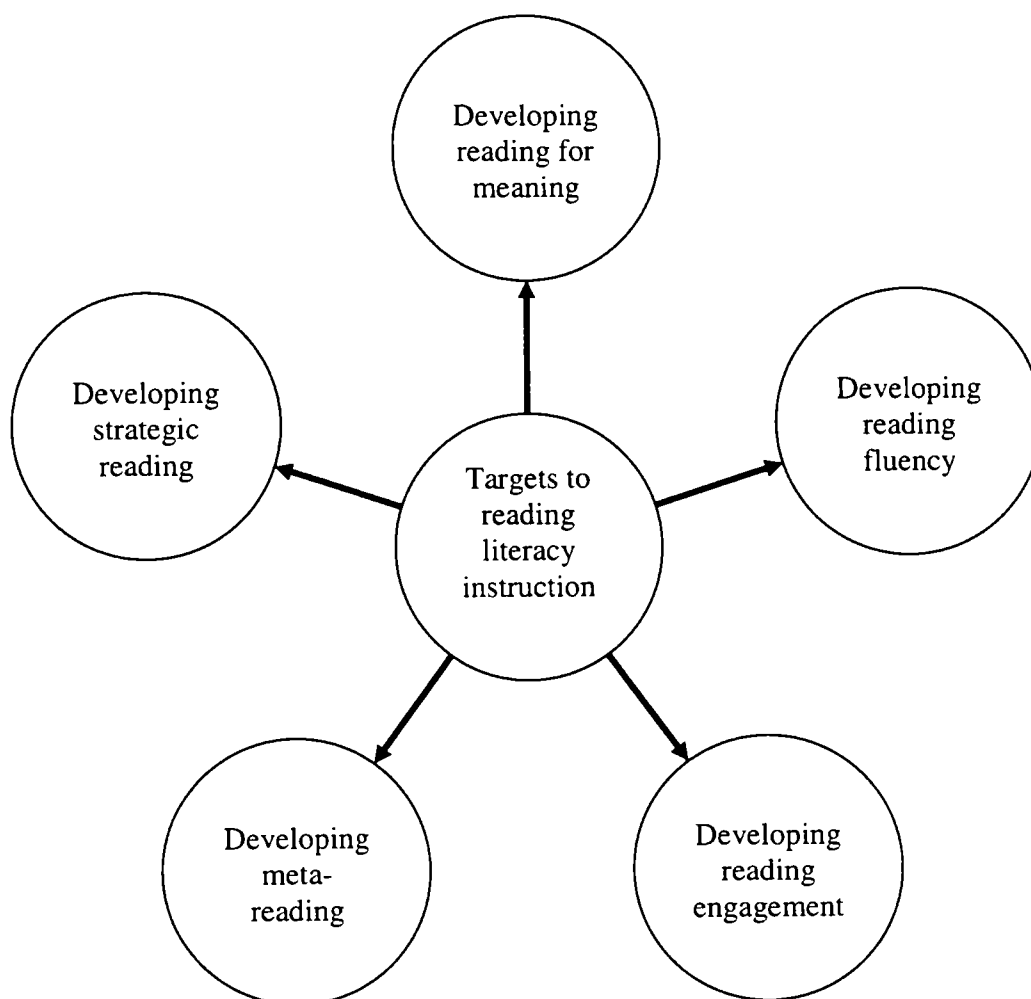 Developing
reading for
meaning
Developing
strategic
reading
Developing
reading
fluency
Targets to
reading
literacy
instruction
Developing
meta-
reading
Developing
reading
engagement